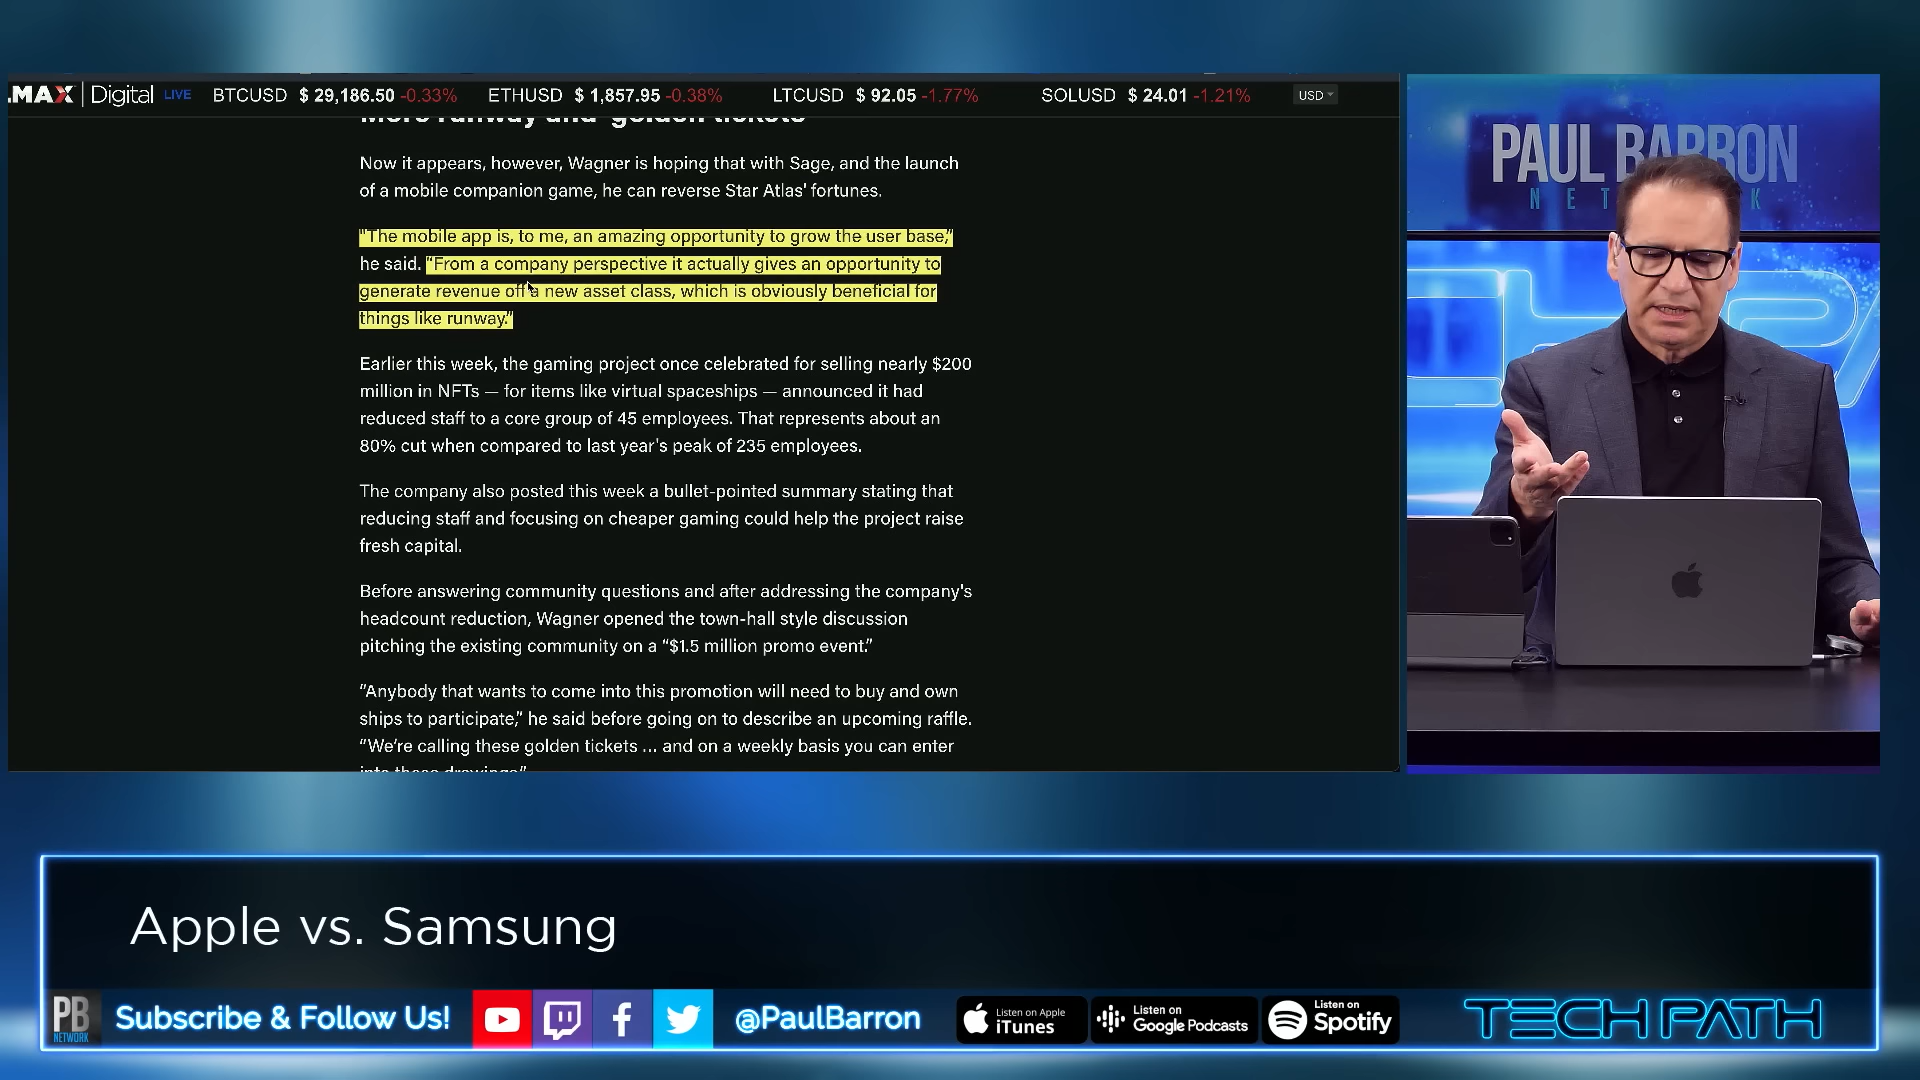 .MAX Digital LIVE BTCUSD $ 29,186.50 -0.33% ETHUSD $ 1,857.95 -0.38% LTCUSD $ 92.05 -1.77% SOLUSD $ 24.01 -1.21% USD
More runway and 'golden tickets'
Now it appears, however, Wagner is hoping that with Sage, and the launch
of a mobile companion game, he can reverse Star Atlas' fortunes.
"The mobile app is, to me, an amazing opportunity to grow the user base,"
he said. "From a company perspective it actually gives an opportunity to
generate revenue off a new asset class, which is obviously beneficial for
things like runway."
Earlier this week, the gaming project once celebrated for selling nearly $200
million in NFTs — for items like virtual spaceships — announced it had
reduced staff to a core group of 45 employees. That represents about an
80% cut when compared to last year's peak of 235 employees.
The company also posted this week a bullet-pointed summary stating that
reducing staff and focusing on cheaper gaming could help the project raise
fresh capital.
Before answering community questions and after addressing the company's
headcount reduction, Wagner opened the town-hall style discussion
pitching the existing community on a "$1.5 million promo event."
"Anybody that wants to come into this promotion will need to buy and own
ships to participate," he said before going on to describe an upcoming raffle.
"We're calling these golden tickets ... and on a weekly basis you can enter
into these drawings."
PAUL BARRON
NET K
Apple vs. Samsung
PB
NETWORK
Subscribe & Follow Us!
@PaulBarron
Listen on Apple
iTunes
Listen on
Google Podcasts
Listen on
Spotify
TECH PATH